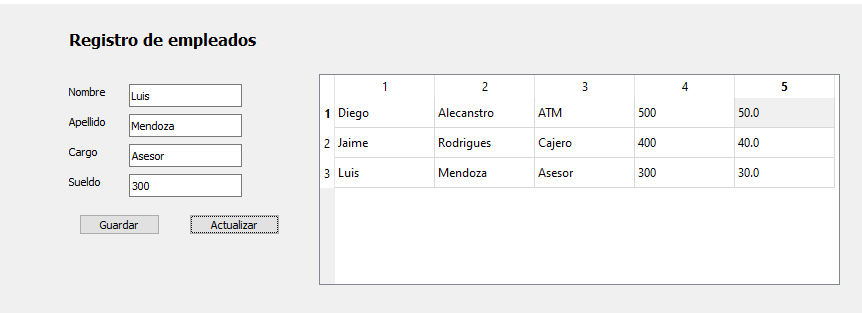 Registro de empleados
Nombre Luis
Apellido Mendoza
Cargo Asesor
Sueldo 300
Guardar Actualizar
1 2 3 4 5
1 Diego Alecanstro ATM 500 50.0
2 Jaime Rodrigues Cajero 400 40.0
3 Luis Mendoza Asesor 300 30.0